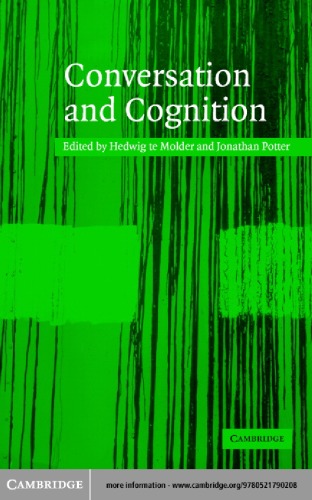 Conversation
and Cognition
Edited by Hedwig te Molder and Jonathan Potter
CAMBRIDGE
CAMBRIDGE
more information - www.cambridge.org/9780521790208